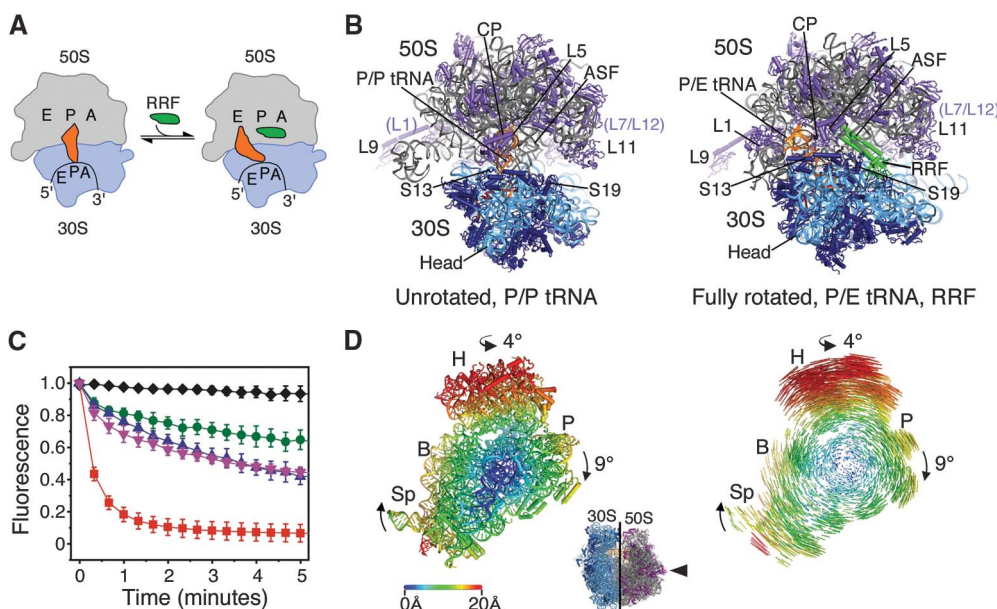 A
50S
RRF
E P A
E P A
5'
3'
30S
50S
E P A
E P A
5'
3'
30S
B
50S
CP
L5
P/P tRNA
ASF
(L1)
(L7/L12)
L9
L11
S13
S19
30S
Head
Unrotated, P/P tRNA
50S
CP
L5
ASF
P/E tRNA
L1
(L7/L12)
L9
L11
RRF
S13
S19
30S
Head
Fully rotated, P/E tRNA, RRF
C
Fluorescence
1.0
0.8
0.6
0.4
0.2
0
0 1 2 3 4 5
Time (minutes)
D
4°
H
B
P
9°
Sp
30S 50S
0Å 20Å
4°
H
B
P
9°
Sp